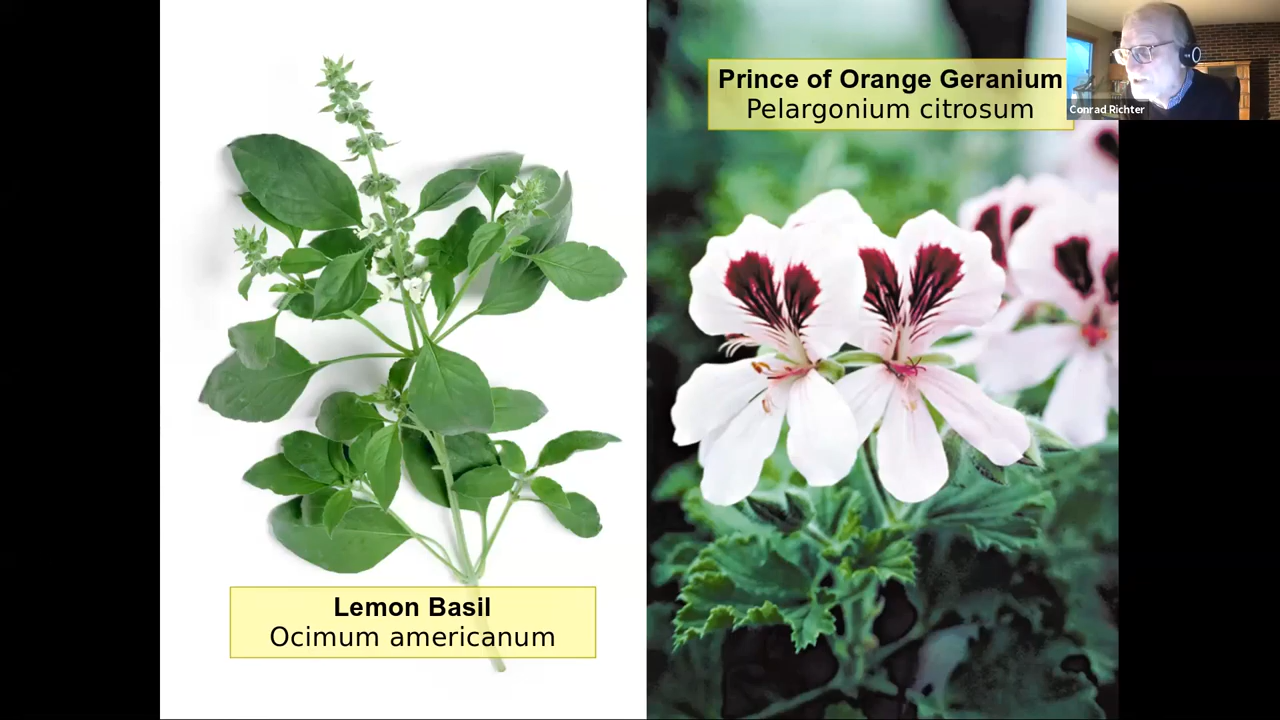 Prince of Orange Geranium
Pelargonium citrosum
Conrad Richter
Lemon Basil
Ocimum americanum